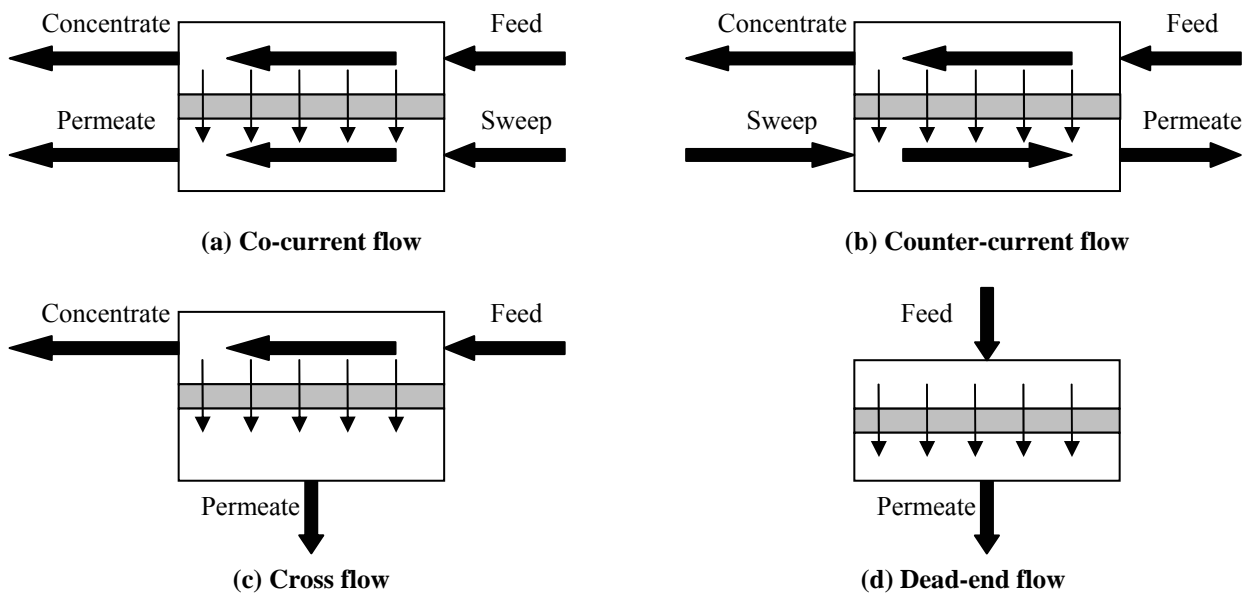 Concentrate
Feed
Permeate
Sweep
(a) Co-current flow
Concentrate
Feed
Sweep
Permeate
(b) Counter-current flow
Concentrate
Feed
Permeate
(c) Cross flow
Feed
Permeate
(d) Dead-end flow